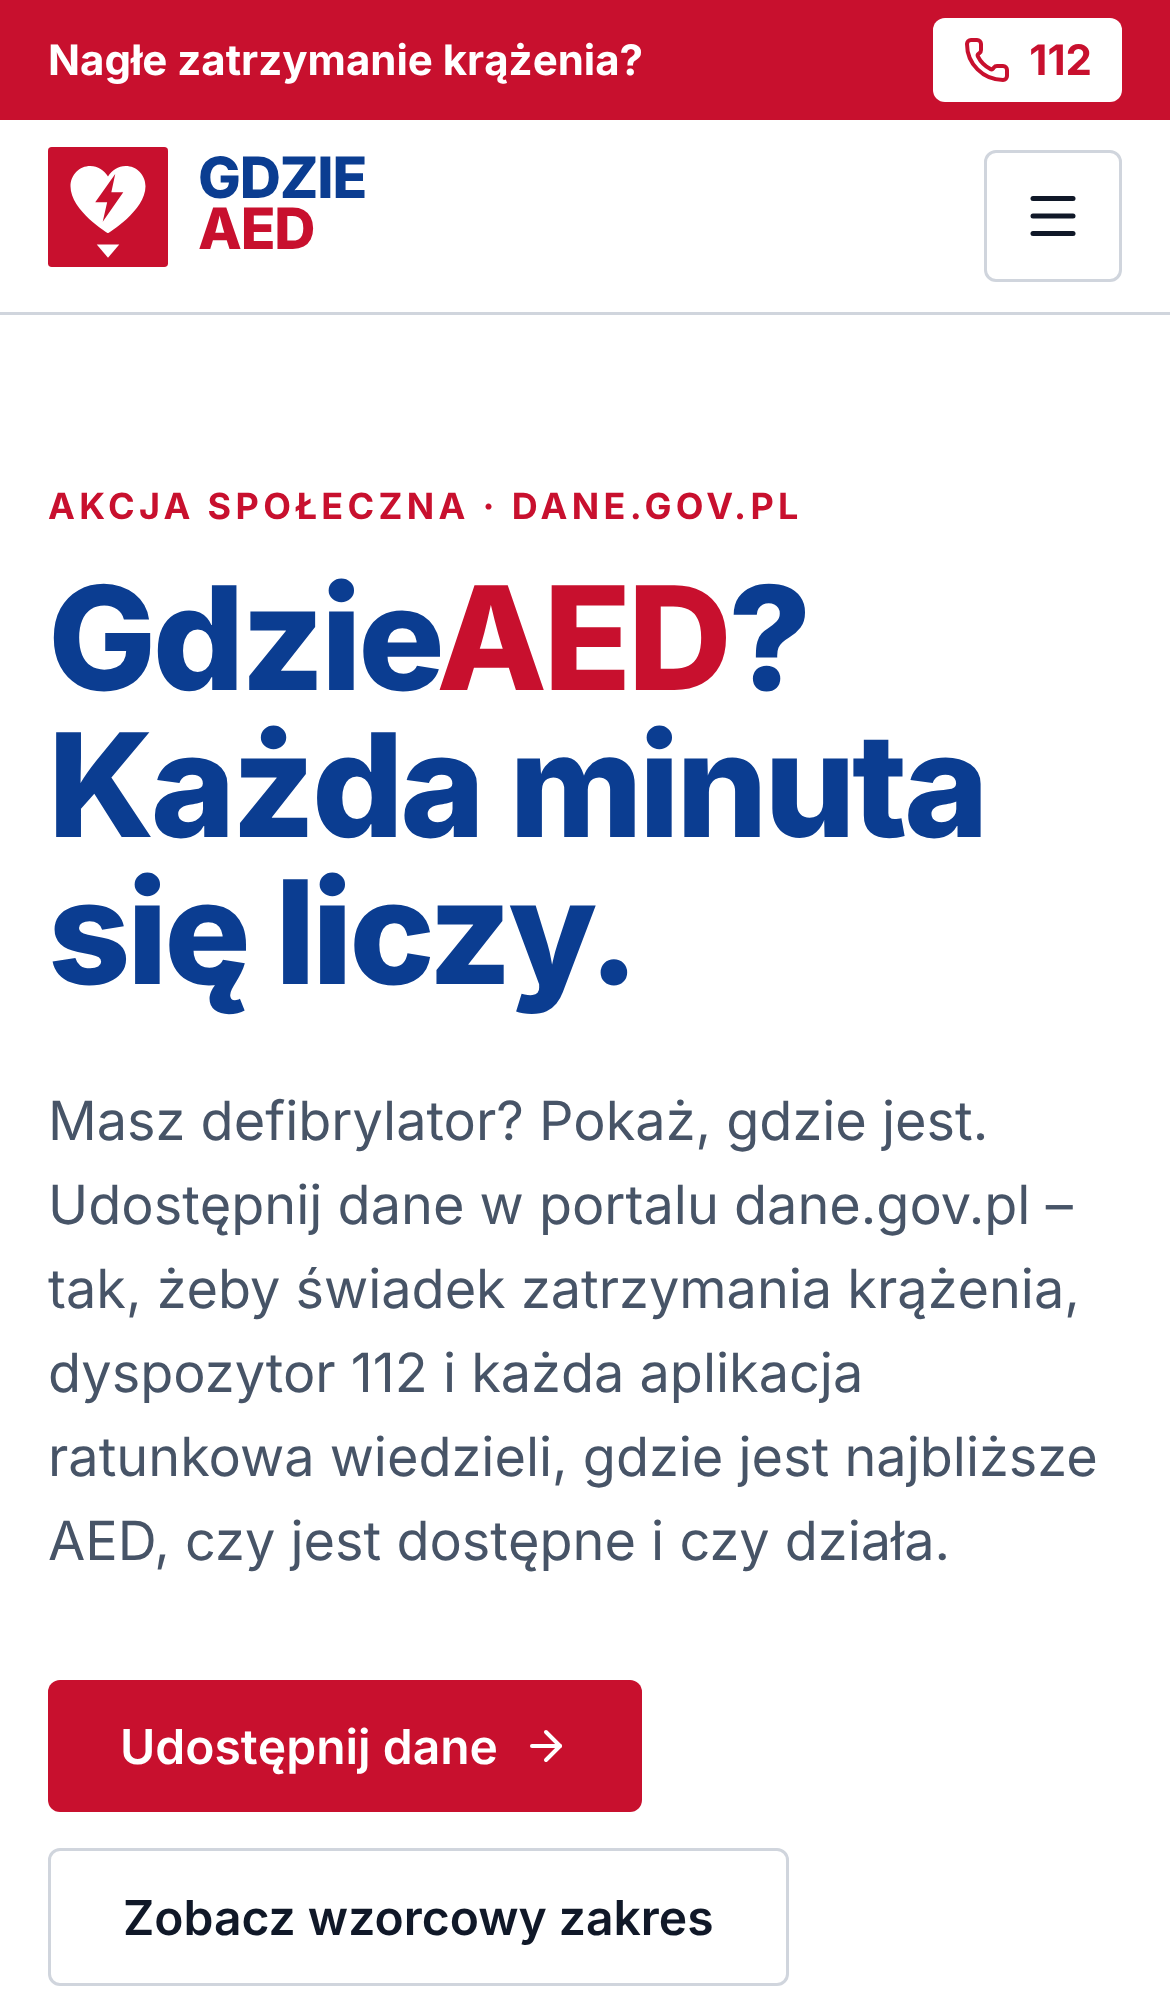 Nagłe zatrzymanie krążenia?
112
GDZIE
AED
AKCJA SPOŁECZNA · DANE.GOV.PL
GdzieAED?
Każda minuta
się liczy.
Masz defibrylator? Pokaż, gdzie jest.
Udostępnij dane w portalu dane.gov.pl –
tak, żeby świadek zatrzymania krążenia,
dyspozytor 112 i każda aplikacja
ratunkowa wiedzieli, gdzie jest najbliższe
AED, czy jest dostępne i czy działa.
Udostępnij dane →
Zobacz wzorcowy zakres